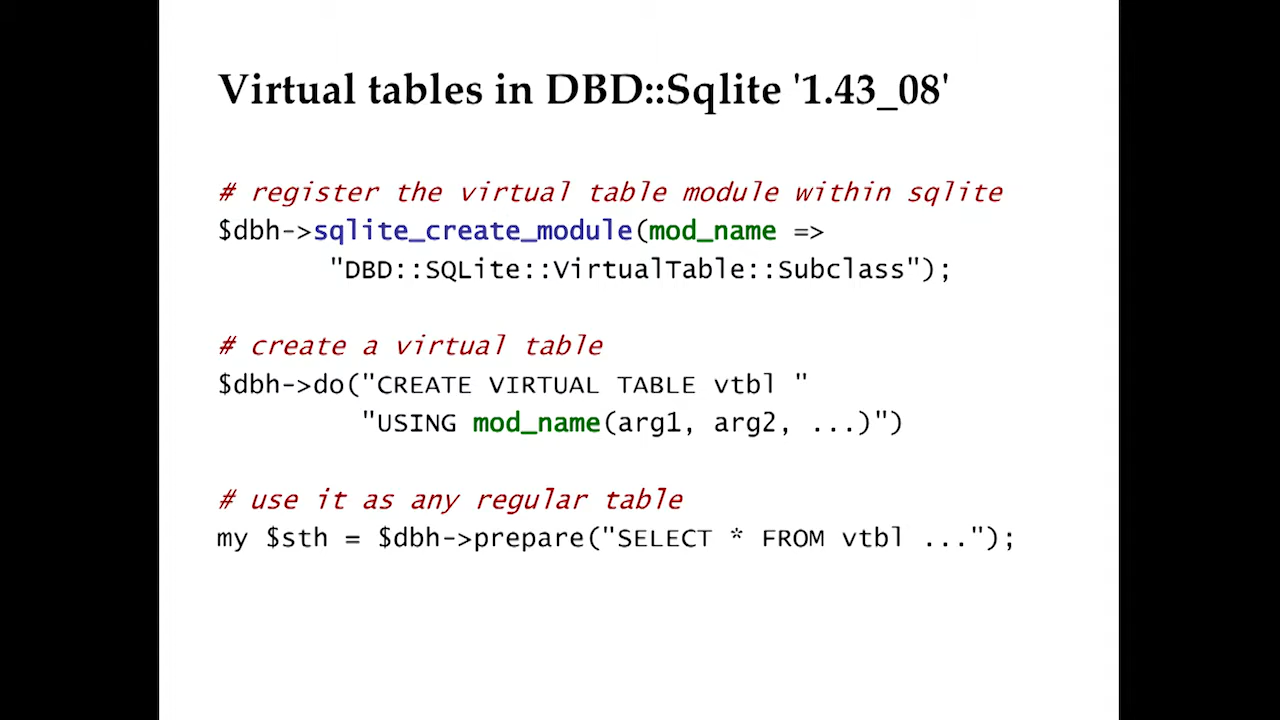 Virtual tables in DBD::Sqlite '1.43_08'
# register the virtual table module within sqlite
$dbh->sqlite_create_module(mod_name =>
"DBD::SQLite::VirtualTable::Subclass");
# create a virtual table
$dbh->do("CREATE VIRTUAL TABLE vtbl "
"USING mod_name(arg1, arg2, ...)")
# use it as any regular table
my $sth = $dbh->prepare("SELECT * FROM vtbl ...");